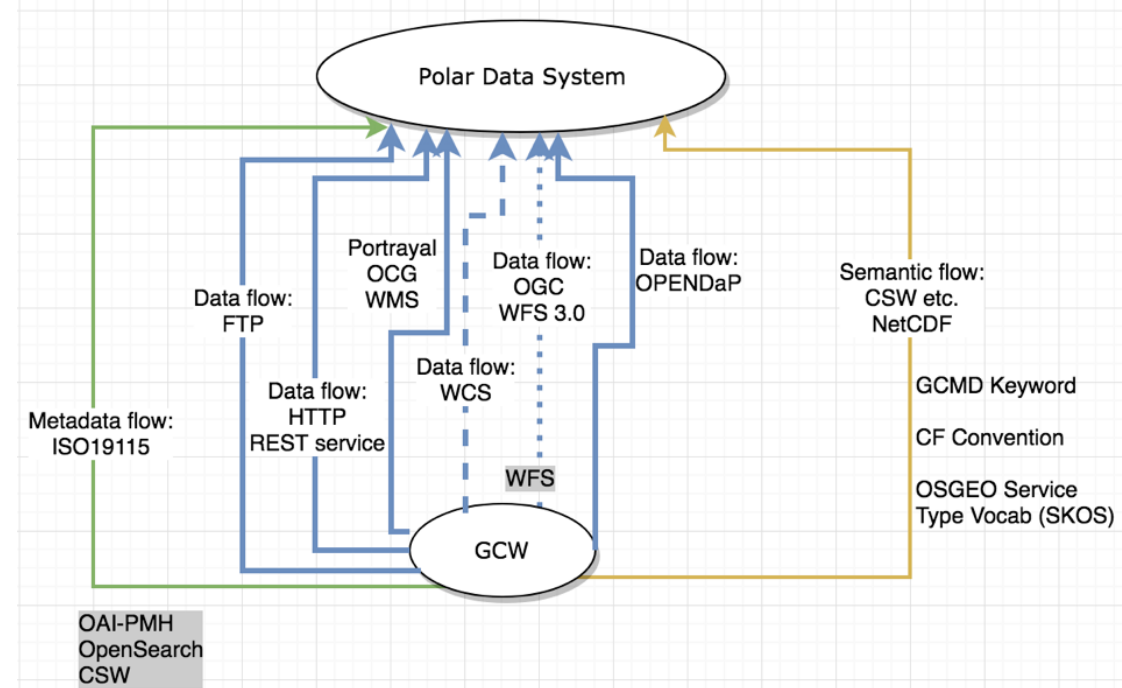 Polar Data System
Portrayal
OCG
WMS
Data flow:
OGC
WFS 3.0
Data flow:
OPENDaP
Semantic flow:
CSW etc.
NetCDF
Data flow:
FTP
Data flow:
WCS
Data flow:
HTTP
REST service
GCMD Keyword
Metadata flow:
ISO19115
CF Convention
WFS
OSGEO Service
Type Vocab (SKOS)
GCW
OAI-PMH
OpenSearch
CSW